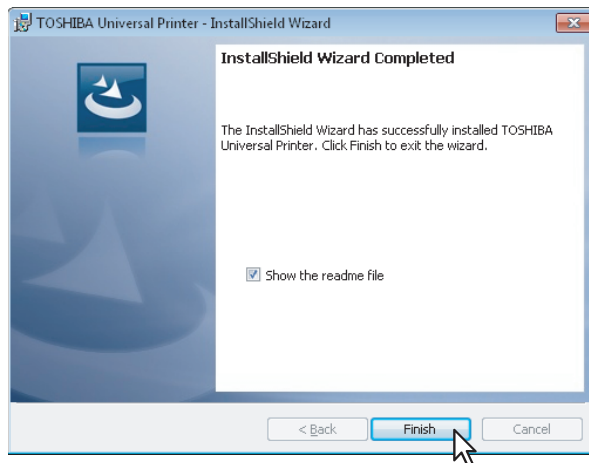 TOSHIBA Universal Printer - InstallShield Wizard
InstallShield Wizard Completed
The InstallShield Wizard has successfully installed TOSHIBA
Universal Printer. Click Finish to exit the wizard.
Show the readme file
< Back
Finish
Cancel